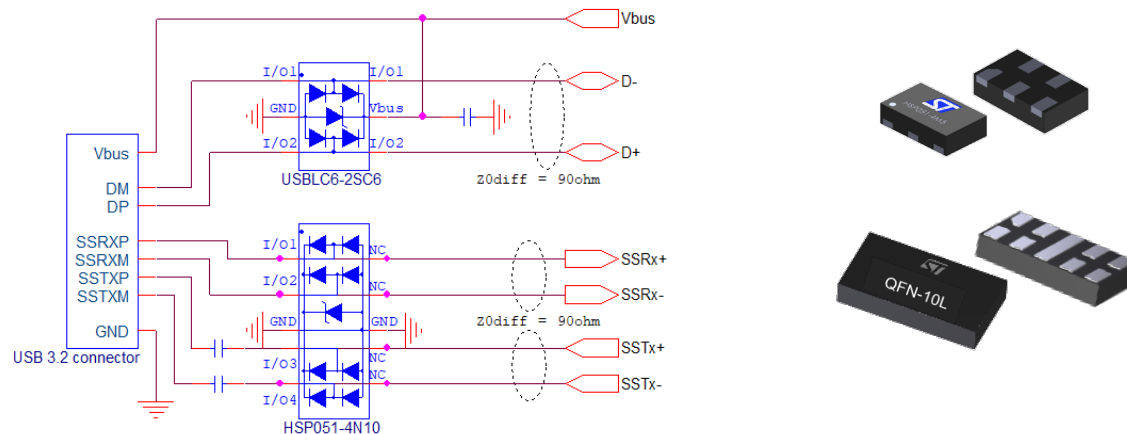 Vbus
I/O1 I/O1
D-
GND Vbus
I/O2 I/O2
D+
USBLC6-2SC6
Z0diff = 90ohm
Vbus
DM
DP
SSRXP
SSRXM
SSTXP
SSTXM
GND
USB 3.2 connector
I/O1 NC
SSRx+
I/O2 NC
SSRx-
GND GND
Z0diff = 90ohm
SSTx+
I/O3 NC
NC
SSTx-
I/O4
HSP051-4N10
ST
ST
QFN-10L